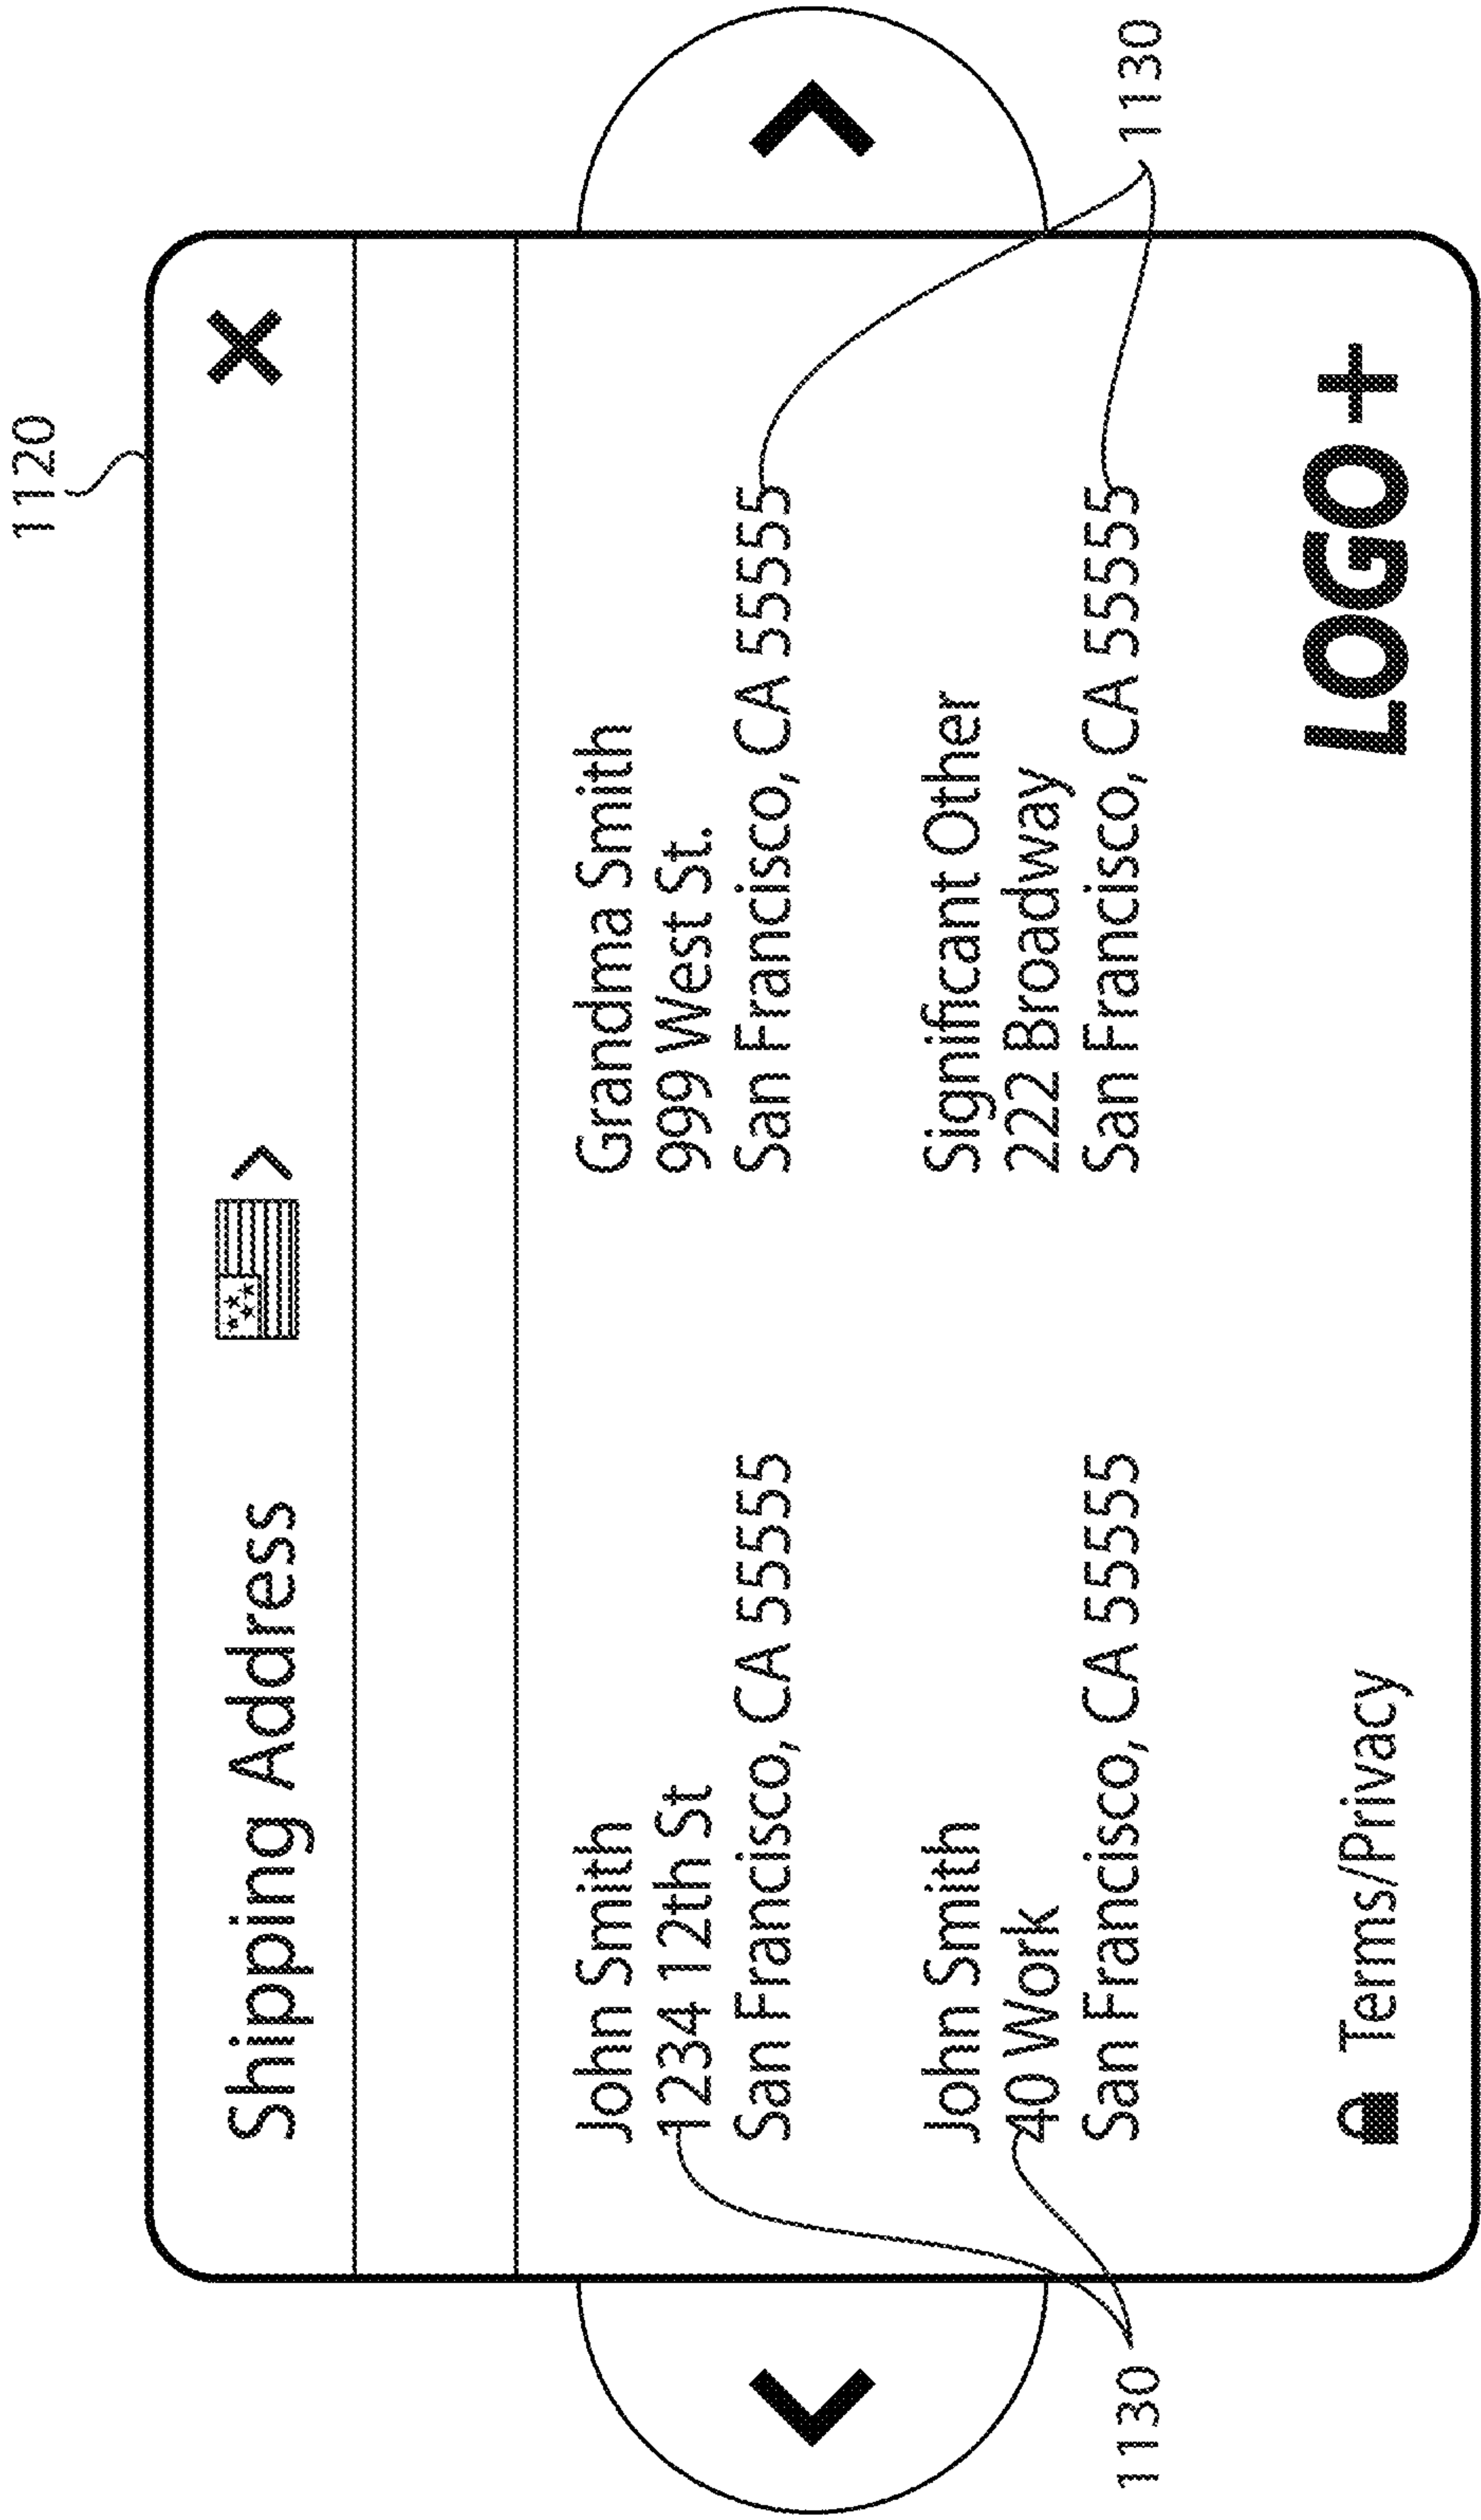 1120
Shipping Address
John Smith
1234 12th St
San Francisco, CA 55555
Grandma Smith
999 West St.
San Francisco, CA 55555
John Smith
40 Work
San Francisco, CA 55555
Significant Other
222 Broadway
San Francisco, CA 55555
1130
1130
Terms/Privacy
LOGO +